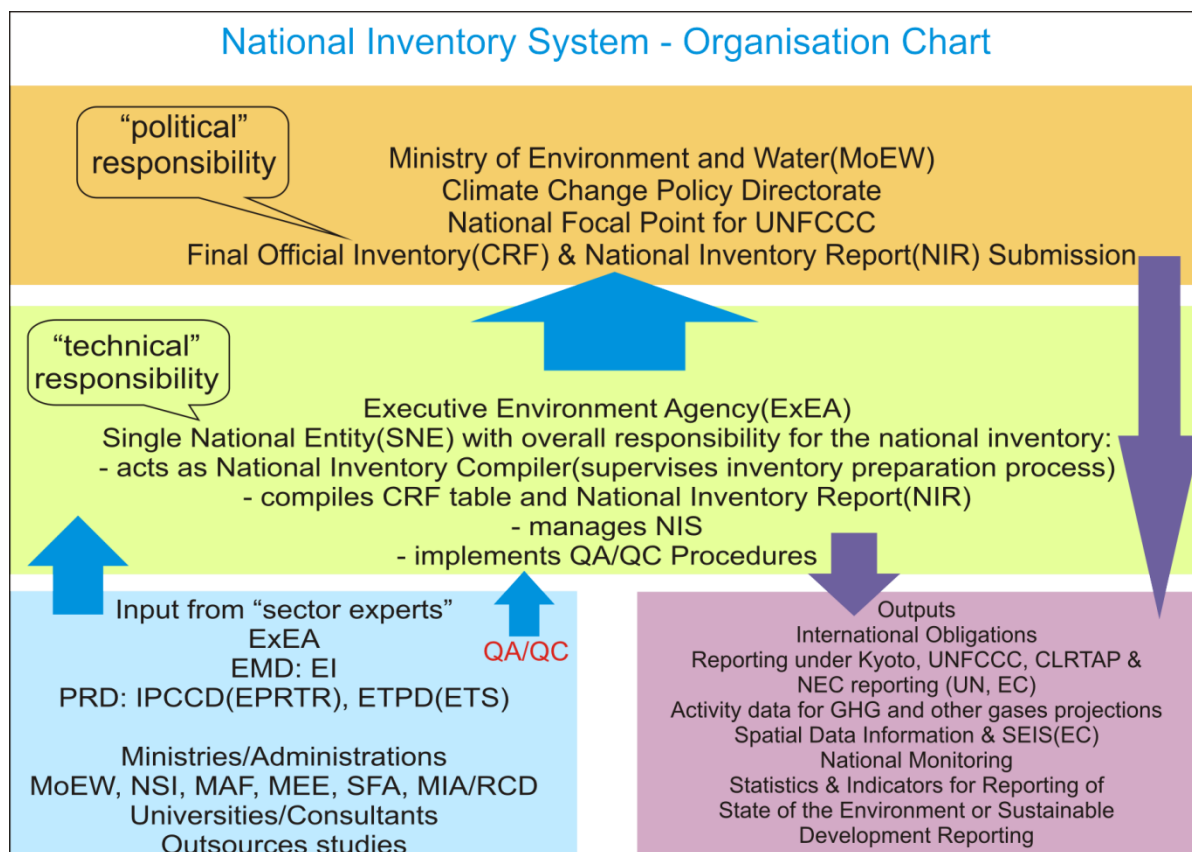 National Inventory System - Organisation Chart
“political”
responsibility
Ministry of Environment and Water(MoEW)
Climate Change Policy Directorate
National Focal Point for UNFCCC
Final Official Inventory(CRF) & National Inventory Report(NIR) Submission
“technical”
responsibility
Executive Environment Agency(ExEA)
Single National Entity(SNE) with overall responsibility for the national inventory:
- acts as National Inventory Compiler(supervises inventory preparation process)
- compiles CRF table and National Inventory Report(NIR)
- manages NIS
- implements QA/QC Procedures
Input from “sector experts”
ExEA
EMD: EI
PRD: IPCCD(EPRTR), ETPD(ETS)
Ministries/Administrations
MoEW, NSI, MAF, MEE, SFA, MIA/RCD
Universities/Consultants
Outsources studies
QA/QC
Outputs
International Obligations
Reporting under Kyoto, UNFCCC, CLRTAP &
NEC reporting (UN, EC)
Activity data for GHG and other gases projections
Spatial Data Information & SEIS(EC)
National Monitoring
Statistics & Indicators for Reporting of
State of the Environment or Sustainable
Development Reporting